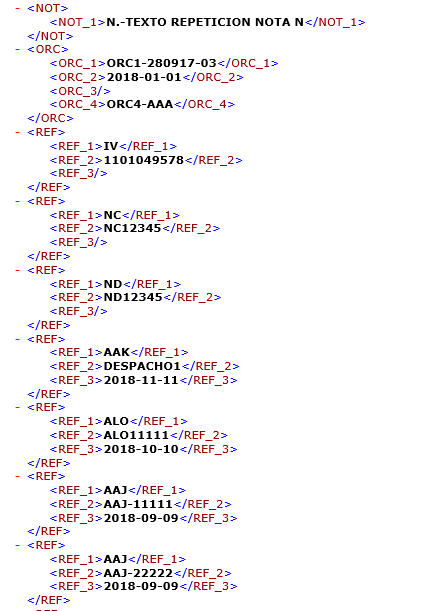 - <NOT>
<NOT_1>N.-TEXTO REPETICION NOTA N</NOT_1>
</NOT>
- <ORC>
<ORC_1>ORC1-280917-03</ORC_1>
<ORC_2>2018-01-01</ORC_2>
<ORC_3/>
<ORC_4>ORC4-AAA</ORC_4>
</ORC>
- <REF>
<REF_1>IV</REF_1>
<REF_2>1101049578</REF_2>
<REF_3/>
</REF>
- <REF>
<REF_1>NC</REF_1>
<REF_2>NC12345</REF_2>
<REF_3/>
</REF>
- <REF>
<REF_1>ND</REF_1>
<REF_2>ND12345</REF_2>
<REF_3/>
</REF>
- <REF>
<REF_1>AAK</REF_1>
<REF_2>DESPACHO1</REF_2>
<REF_3>2018-11-11</REF_3>
</REF>
- <REF>
<REF_1>ALO</REF_1>
<REF_2>ALO11111</REF_2>
<REF_3>2018-10-10</REF_3>
</REF>
- <REF>
<REF_1>AAJ</REF_1>
<REF_2>AAJ-11111</REF_2>
<REF_3>2018-09-09</REF_3>
</REF>
- <REF>
<REF_1>AAJ</REF_1>
<REF_2>AAJ-22222</REF_2>
<REF_3>2018-09-09</REF_3>
</REF>